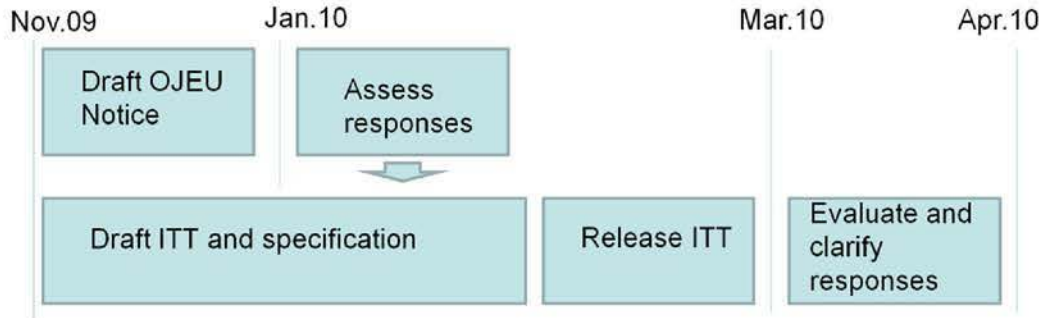 Nov.09
Jan.10
Mar.10
Apr.10
Draft OJEU
Notice
Assess
responses
Draft ITT and specification
Release ITT
Evaluate and
clarify
responses